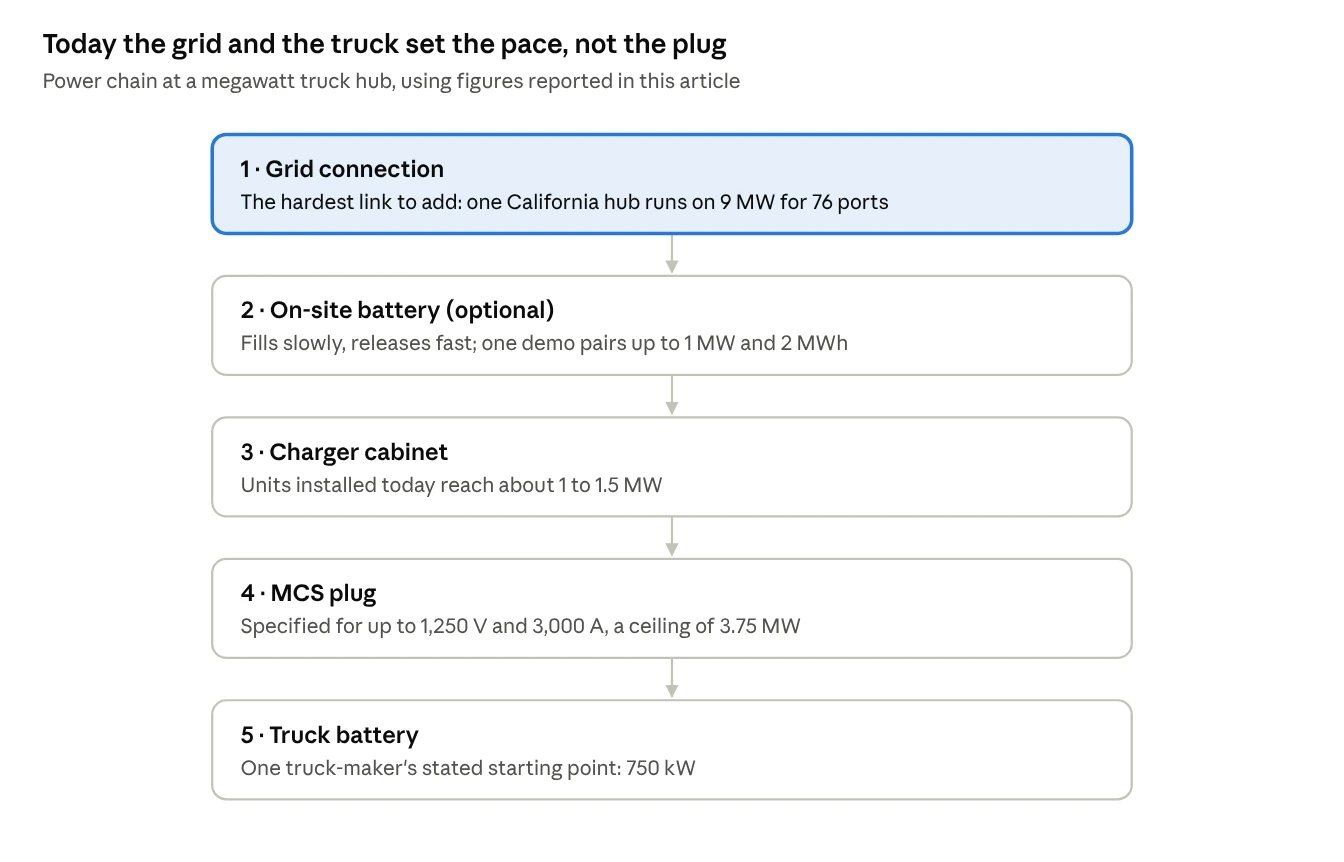 Today the grid and the truck set the pace, not the plug
Power chain at a megawatt truck hub, using figures reported in this article
1 · Grid connection
The hardest link to add: one California hub runs on 9 MW for 76 ports
2 · On-site battery (optional)
Fills slowly, releases fast; one demo pairs up to 1 MW and 2 MWh
3 · Charger cabinet
Units installed today reach about 1 to 1.5 MW
4 · MCS plug
Specified for up to 1,250 V and 3,000 A, a ceiling of 3.75 MW
5 · Truck battery
One truck-maker's stated starting point: 750 kW